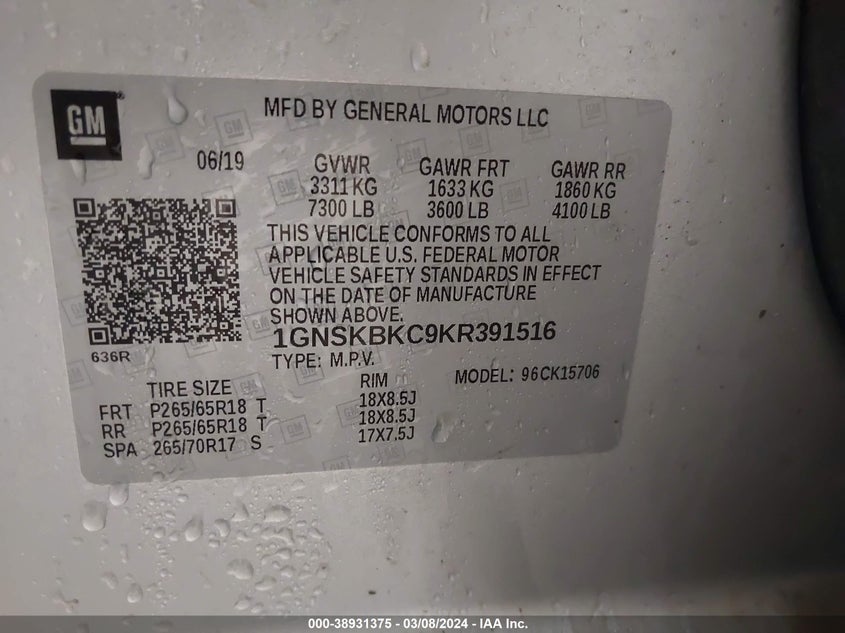 GM
MFD BY GENERAL MOTORS LLC
06/19 GVWR GAWR FRT GAWR RR
3311 KG 1633 KG 1860 KG
7300 LB 3600 LB 4100 LB
THIS VEHICLE CONFORMS TO ALL
APPLICABLE U.S. FEDERAL MOTOR
VEHICLE SAFETY STANDARDS IN EFFECT
ON THE DATE OF MANUFACTURE
SHOWN ABOVE.
1GNSKBKC9KR391516
636R
TYPE: M.P.V.
MODEL: 96CK15706
TIRE SIZE RIM
FRT P265/65R18 T 18X8.5J
RR P265/65R18 T 18X8.5J
SPA 265/70R17 S 17X7.5J
000-38931375 - 03/08/2024 - IAA Inc.